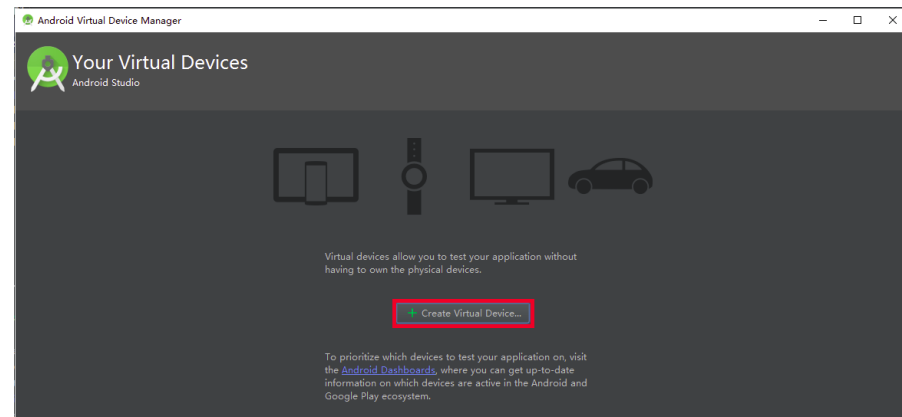 Android Virtual Device Manager
Your Virtual Devices
Android Studio
Virtual devices allow you to test your application without
having to own the physical devices.
+ Create Virtual Device...
To prioritize which devices to test your application on, visit
the Android Dashboards, where you can get up-to-date
information on which devices are active in the Android and
Google Play ecosystem.